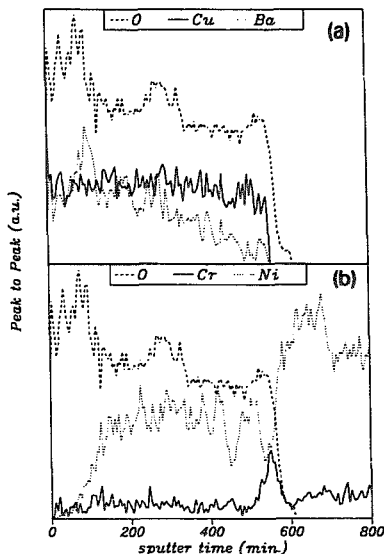 (a)
O Cu Ba
Peak to Peak (a.u.)
(b)
O Cr Ni
0 200 400 600 800
sputter time (min.)